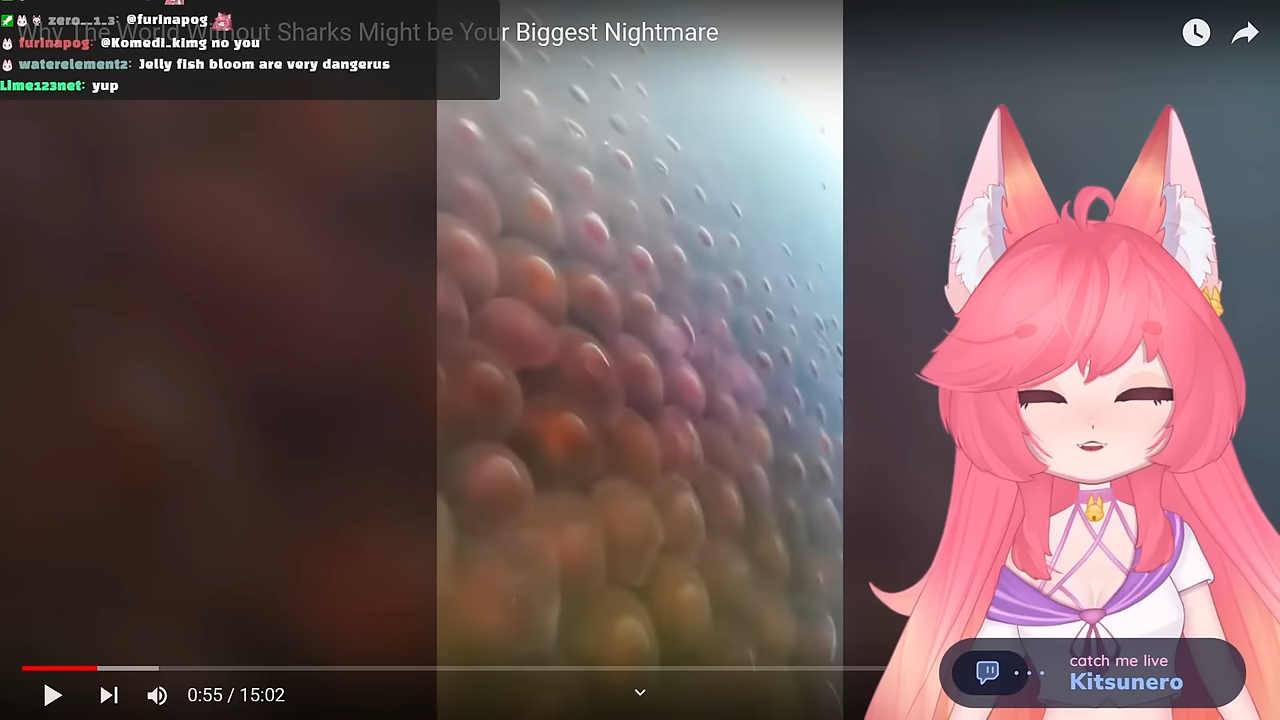 zero__1_3: @furinapog
Why The World Without Sharks Might be Your Biggest Nightmare
furinapog: @Komedi_kimg no you
waterelement2: Jelly fish bloom are very dangerus
Lime123net: yup
catch me live
Kitsunero
0:55 / 15:02